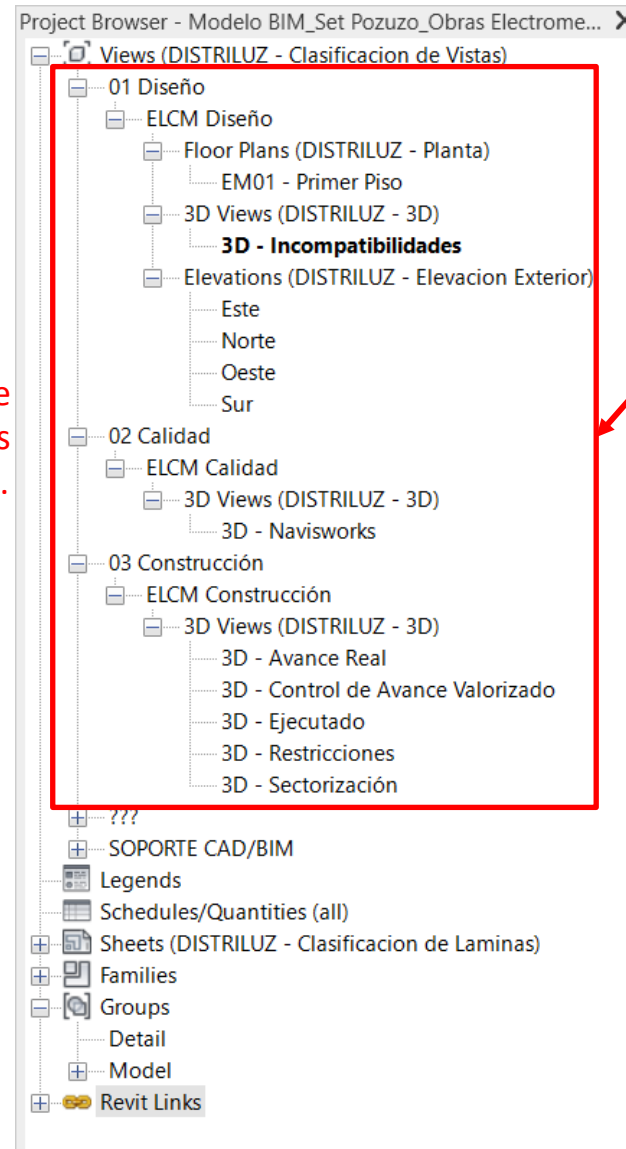 Project Browser - Modelo BIM_Set Pozuzo_Obras Electrome...
Views (DISTRILUZ - Clasificacion de Vistas)
01 Diseño
ELCM Diseño
Floor Plans (DISTRILUZ - Planta)
EM01 - Primer Piso
3D Views (DISTRILUZ - 3D)
3D - Incompatibilidades
Elevations (DISTRILUZ - Elevacion Exterior)
Este
Norte
Oeste
Sur
02 Calidad
ELCM Calidad
3D Views (DISTRILUZ - 3D)
3D - Navisworks
03 Construcción
ELCM Construcción
3D Views (DISTRILUZ - 3D)
3D - Avance Real
3D - Control de Avance Valorizado
3D - Ejecutado
3D - Restricciones
3D - Sectorización
???
SOPORTE CAD/BIM
Legends
Schedules/Quantities (all)
Sheets (DISTRILUZ - Clasificacion de Laminas)
Families
Groups
Detail
Model
Revit Links